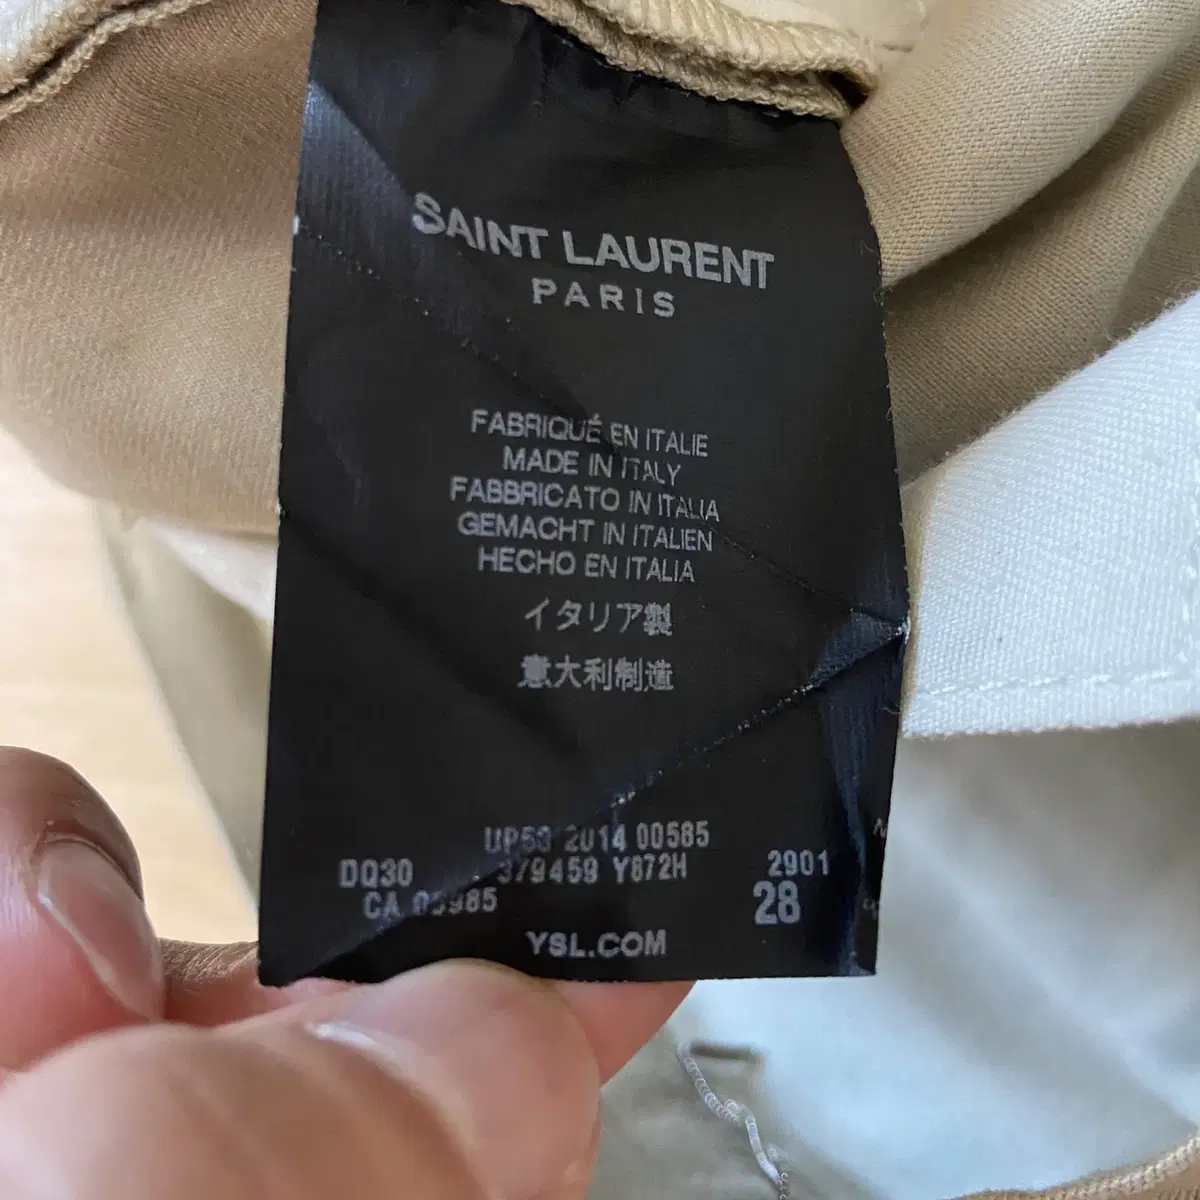 SAINT LAURENT
PARIS
FABRIQUÉ EN ITALIE
MADE IN ITALY
FABBRICATO IN ITALIA
GEMACHT IN ITALIEN
HECHO EN ITALIA
イタリア製
意大利制造
2014 00585
DQ30 379459 Y872H 2901
CA 28
YSL.COM